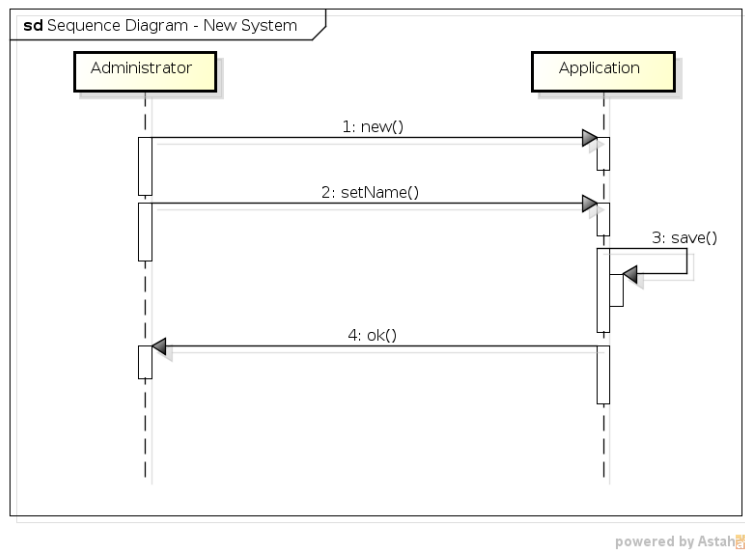 sd Sequence Diagram - New System
Administrator
Application
1: new()
2: setName()
3: save()
4: ok()
powered by Astah